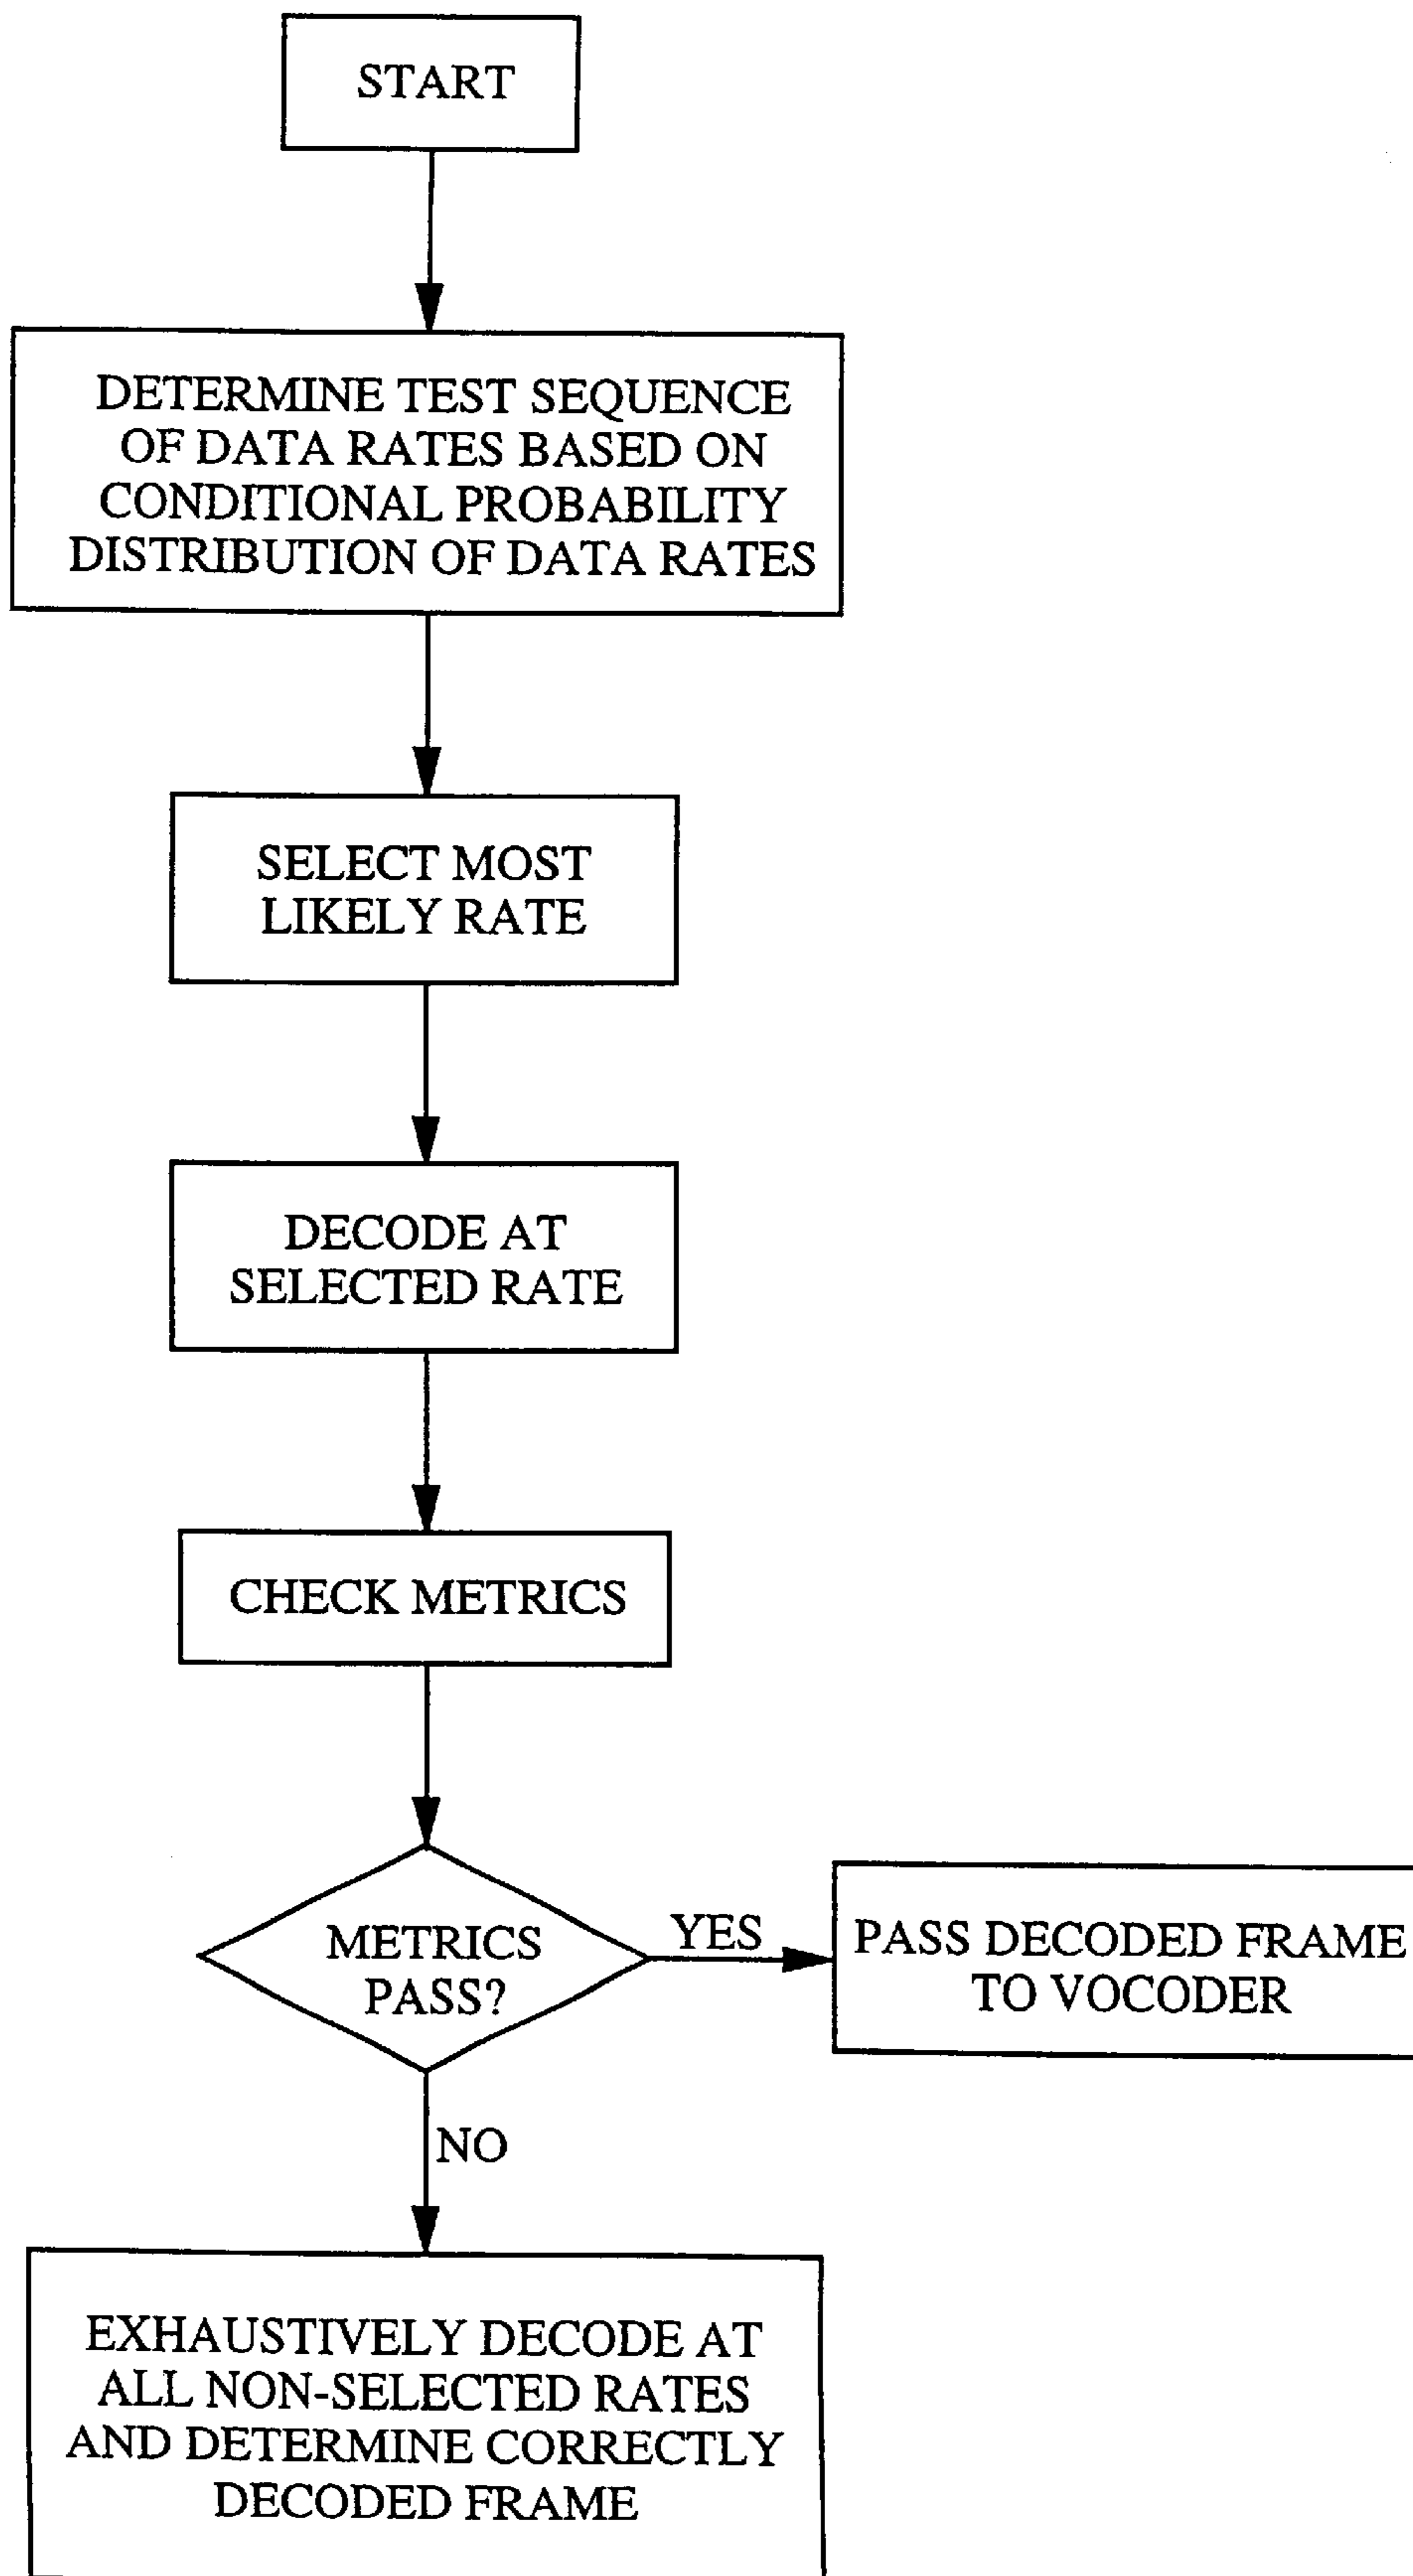 START
DETERMINE TEST SEQUENCE
OF DATA RATES BASED ON
CONDITIONAL PROBABILITY
DISTRIBUTION OF DATA RATES
SELECT MOST
LIKELY RATE
DECODE AT
SELECTED RATE
CHECK METRICS
METRICS
PASS?
YES
PASS DECODED FRAME
TO VOCODER
NO
EXHAUSTIVELY DECODE AT
ALL NON-SELECTED RATES
AND DETERMINE CORRECTLY
DECODED FRAME